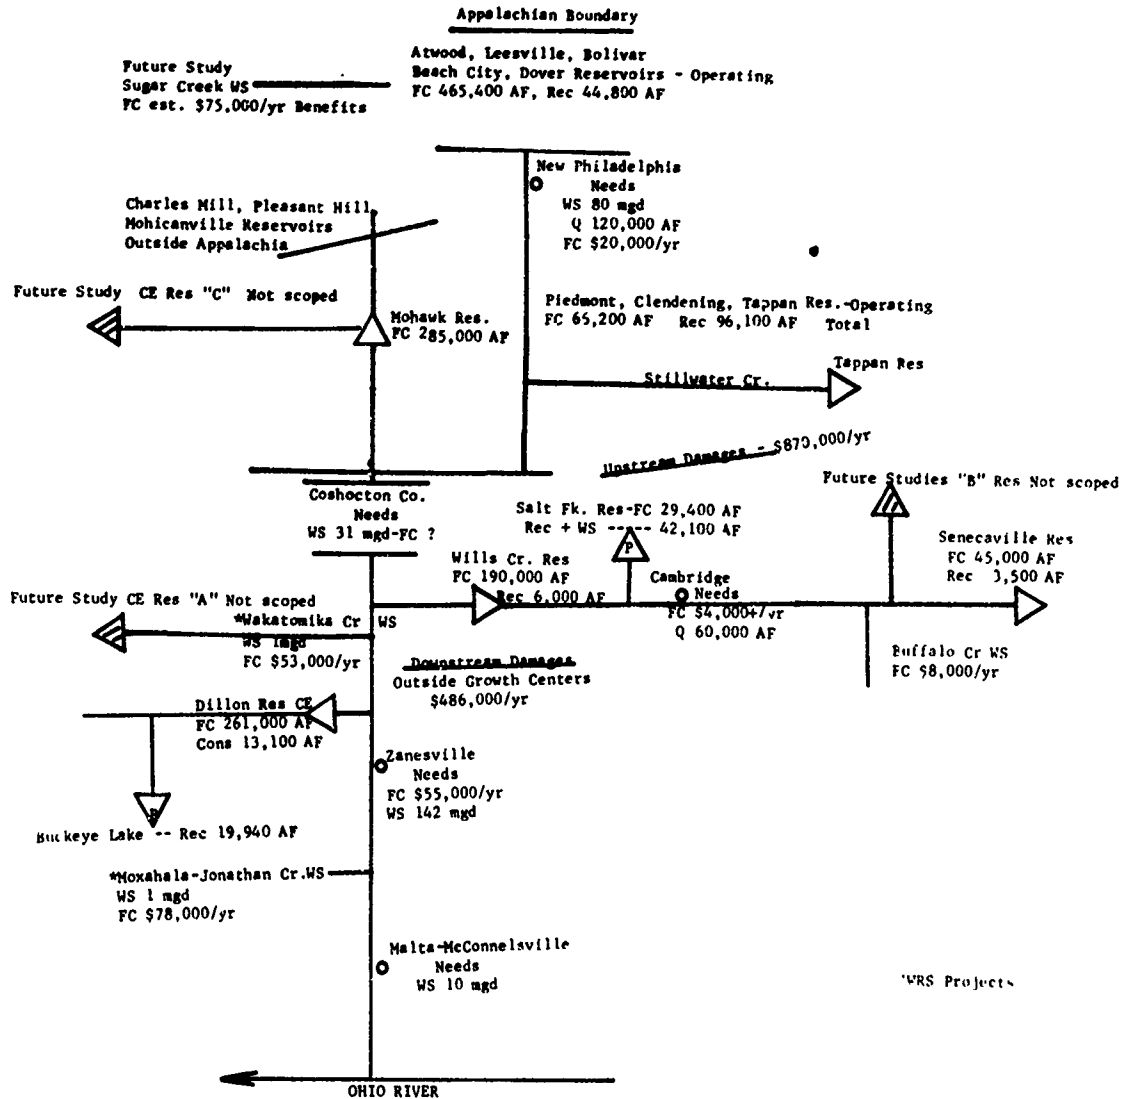 Appalachian Boundary
Future Study
Sugar Creek WS
FC est. $75,000/yr Benefits
Atwood, Leesville, Bolivar
Beach City, Dover Reservoirs - Operating
FC 465,400 AF, Rec 44,800 AF
New Philadelphia
Needs
WS 80 mgd
Q 120,000 AF
FC $20,000/yr
Charles Mill, Pleasant Hill
Mohicanville Reservoirs
Outside Appalachia
Future Study CE Res "C" Not scoped
Mohawk Res.
FC 285,000 AF
Piedmont, Clendening, Tappan Res.-Operating
FC 65,200 AF Rec 96,100 AF Total
Stillwater Cr.
Tappan Res
Upstream Damages - $870,000/yr
Coshocton Co.
Needs
WS 31 mgd-FC ?
Salt Fk. Res-FC 29,400 AF
Rec + WS ----- 42,100 AF
P
Future Studies "B" Res Not scoped
Senecaville Res
FC 45,000 AF
Rec 3,500 AF
Wills Cr. Res
FC 190,000 AF
Rec 6,000 AF
Cambridge
Needs
FC $4,000+/yr
Q 60,000 AF
Future Study CE Res "A" Not scoped
*Wakatomika Cr WS
WS 1mgd
FC $53,000/yr
Buffalo Cr WS
FC $8,000/yr
Downstream Damages
Outside Growth Centers
$486,000/yr
Dillon Res CE
FC 261,000 AF
Cons 13,100 AF
Zanesville
Needs
FC $55,000/yr
WS 142 mgd
Buckeye Lake -- Rec 19,940 AF
*Moxahala-Jonathan Cr.WS
WS 1 mgd
FC $78,000/yr
Malta-McConnelsville
Needs
WS 10 mgd
*WRS Projects
OHIO RIVER